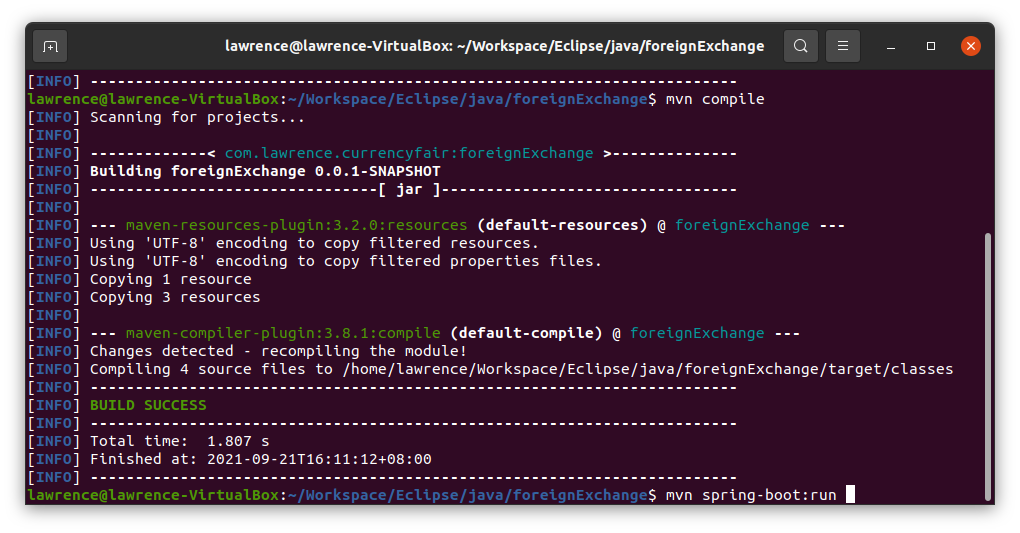 lawrence@lawrence-VirtualBox: ~/Workspace/Eclipse/java/foreignExchange
[INFO] ------------------------------------------------------------------------
lawrence@lawrence-VirtualBox:~/Workspace/Eclipse/java/foreignExchange$ mvn compile
[INFO] Scanning for projects...
[INFO]
[INFO] -------------< com.lawrence.currencyfair:foreignExchange >--------------
[INFO] Building foreignExchange 0.0.1-SNAPSHOT
[INFO] --------------------------------[ jar ]---------------------------------
[INFO]
[INFO] --- maven-resources-plugin:3.2.0:resources (default-resources) @ foreignExchange ---
[INFO] Using 'UTF-8' encoding to copy filtered resources.
[INFO] Using 'UTF-8' encoding to copy filtered properties files.
[INFO] Copying 1 resource
[INFO] Copying 3 resources
[INFO]
[INFO] --- maven-compiler-plugin:3.8.1:compile (default-compile) @ foreignExchange ---
[INFO] Changes detected - recompiling the module!
[INFO] Compiling 4 source files to /home/lawrence/Workspace/Eclipse/java/foreignExchange/target/classes
[INFO] ------------------------------------------------------------------------
[INFO] BUILD SUCCESS
[INFO] ------------------------------------------------------------------------
[INFO] Total time:  1.807 s
[INFO] Finished at: 2021-09-21T16:11:12+08:00
[INFO] ------------------------------------------------------------------------
lawrence@lawrence-VirtualBox:~/Workspace/Eclipse/java/foreignExchange$ mvn spring-boot:run